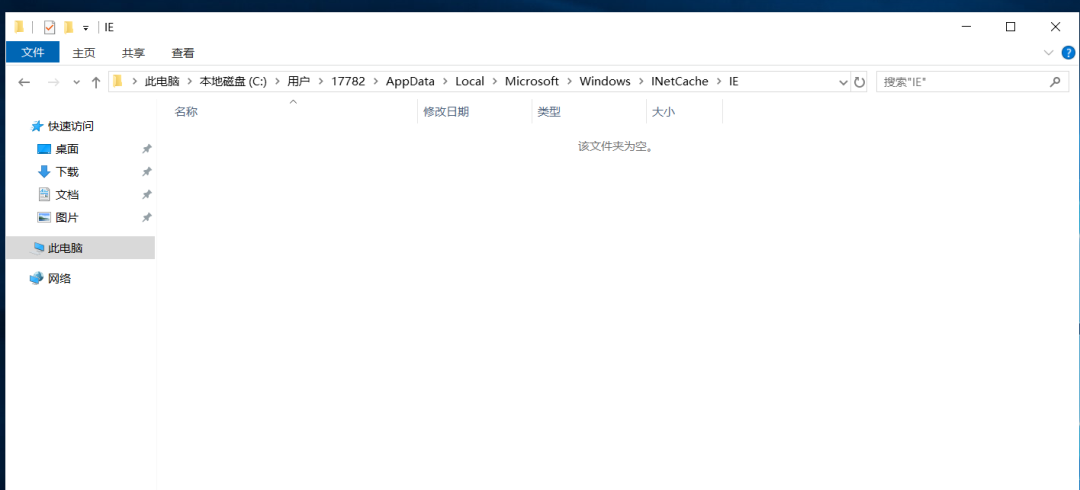 IE
文件 主页 共享 查看
此电脑 本地磁盘 (C:) 用户 17782 AppData Local Microsoft Windows INetCache IE 搜索"IE"
名称 修改日期 类型 大小
该文件夹为空。
快速访问
桌面
下载
文档
图片
此电脑
网络